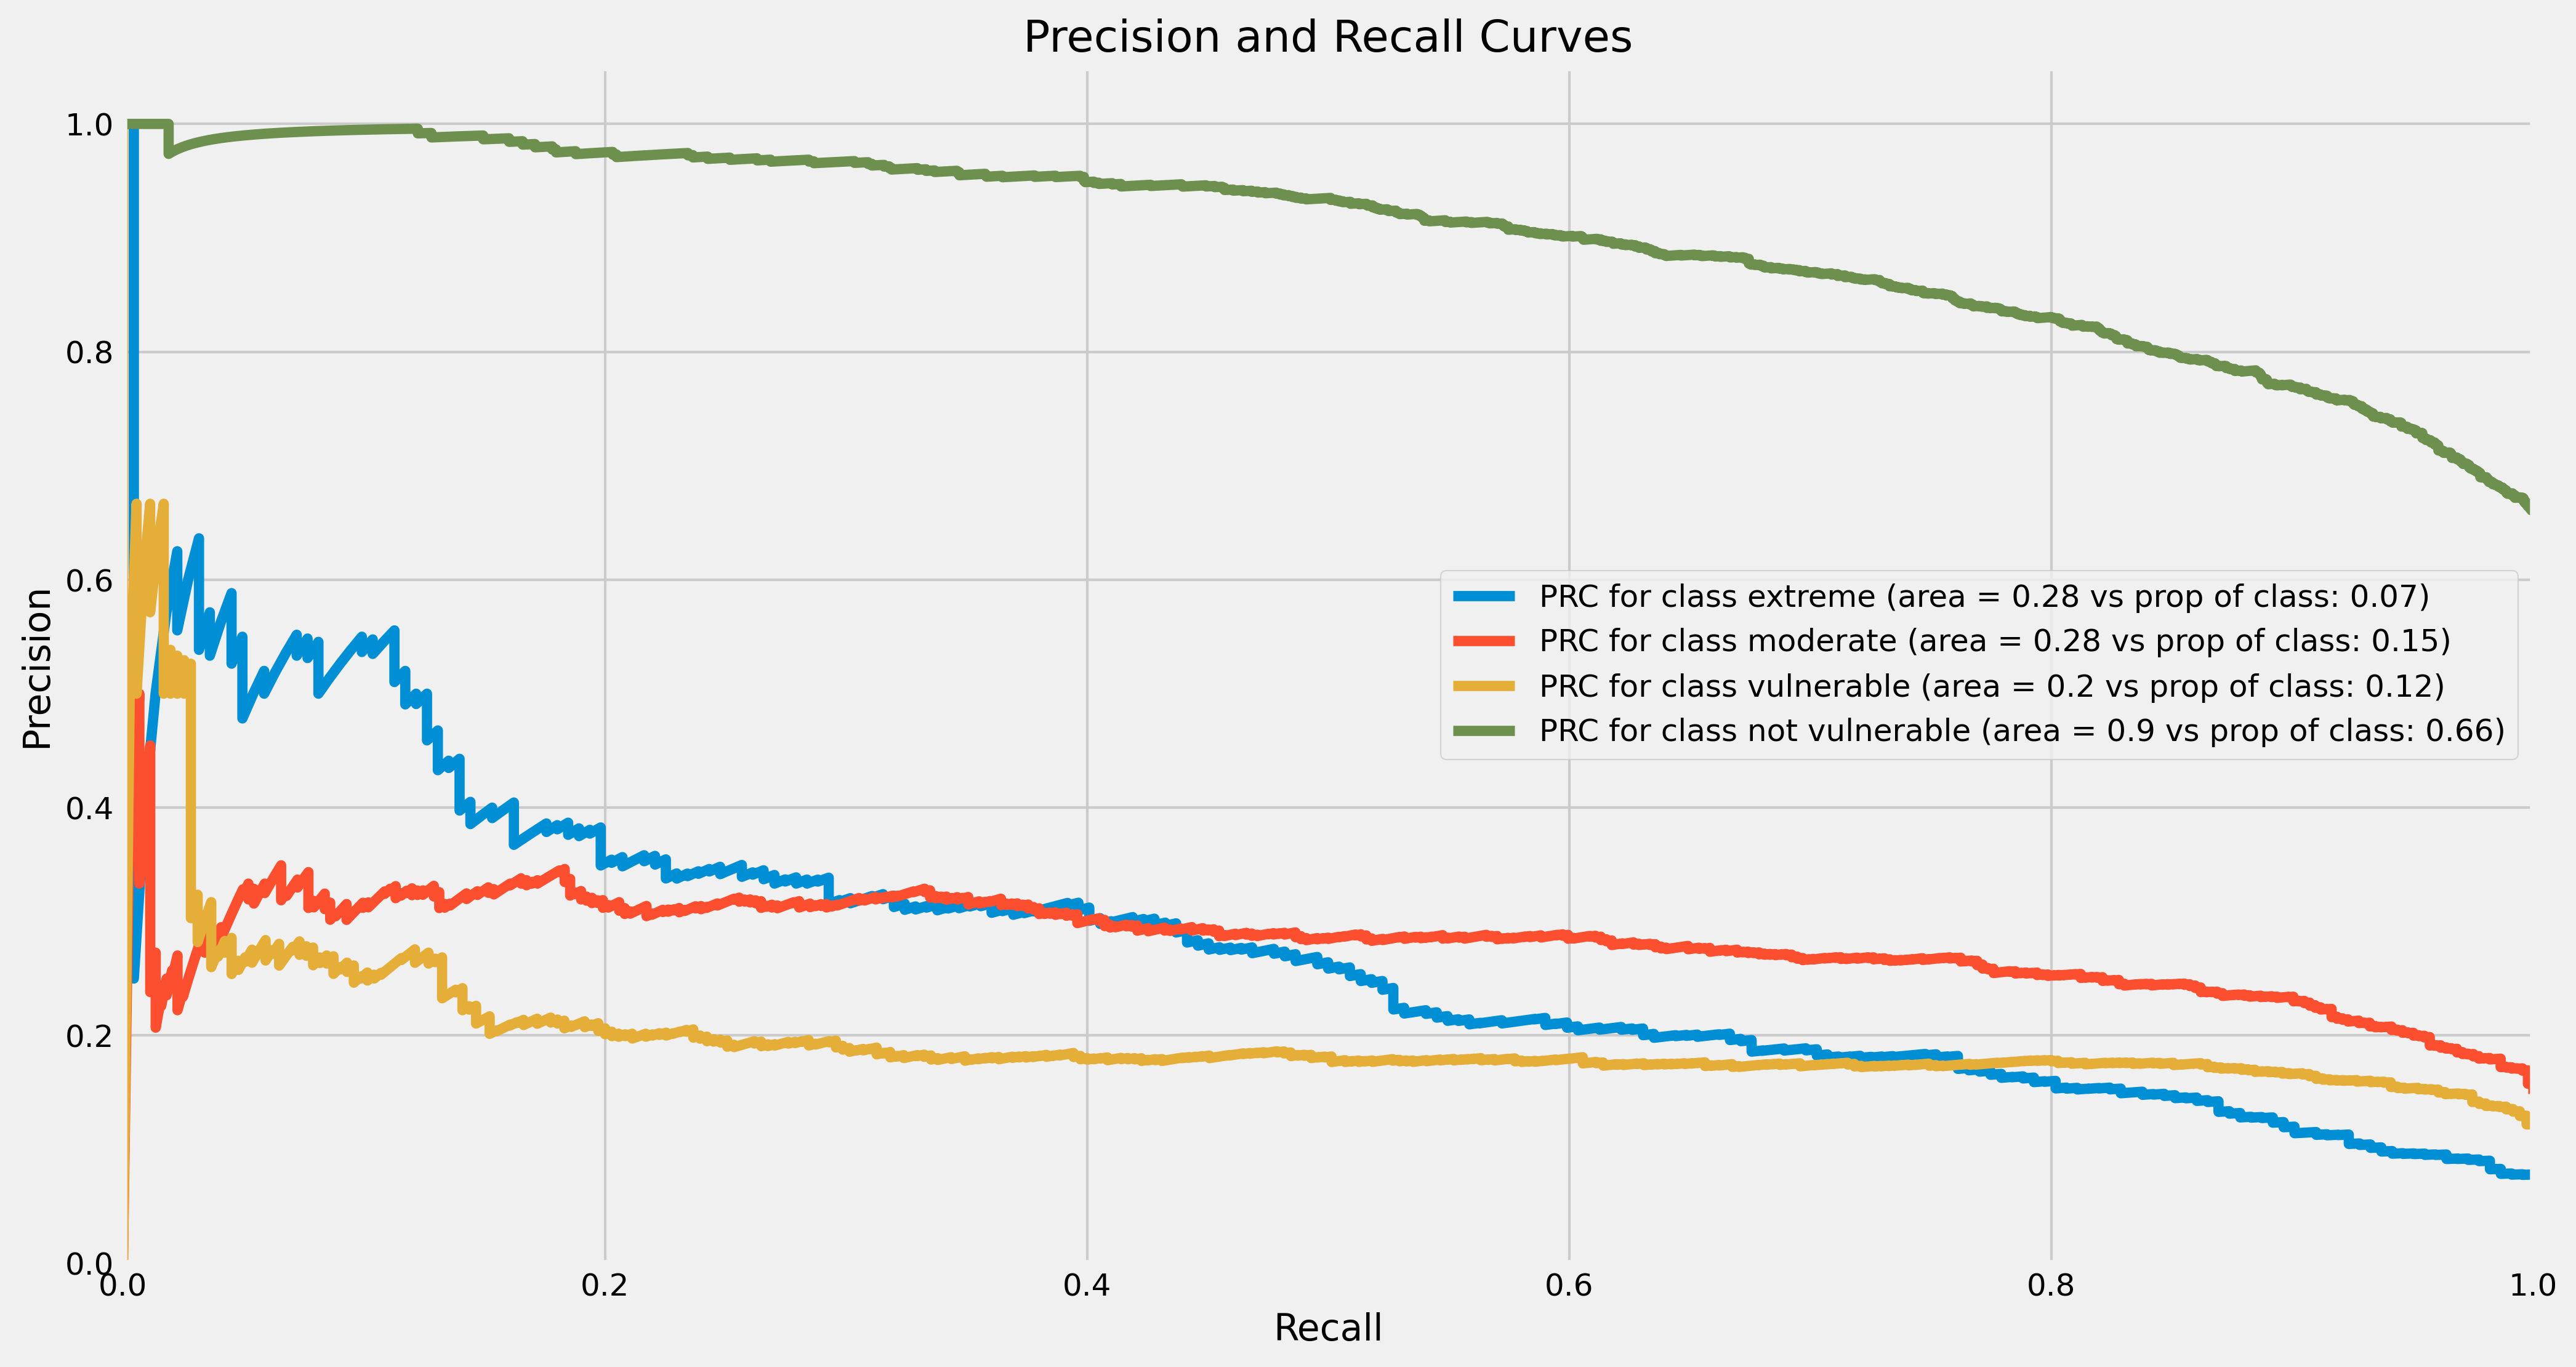 Precision and Recall Curves
1.0
0.8
0.6
0.4
0.2
0.0
Precision
PRC for class extreme (area = 0.28 vs prop of class: 0.07)
PRC for class moderate (area = 0.28 vs prop of class: 0.15)
PRC for class vulnerable (area = 0.2 vs prop of class: 0.12)
PRC for class not vulnerable (area = 0.9 vs prop of class: 0.66)
0.0 0.2 0.4 0.6 0.8 1.0
Recall